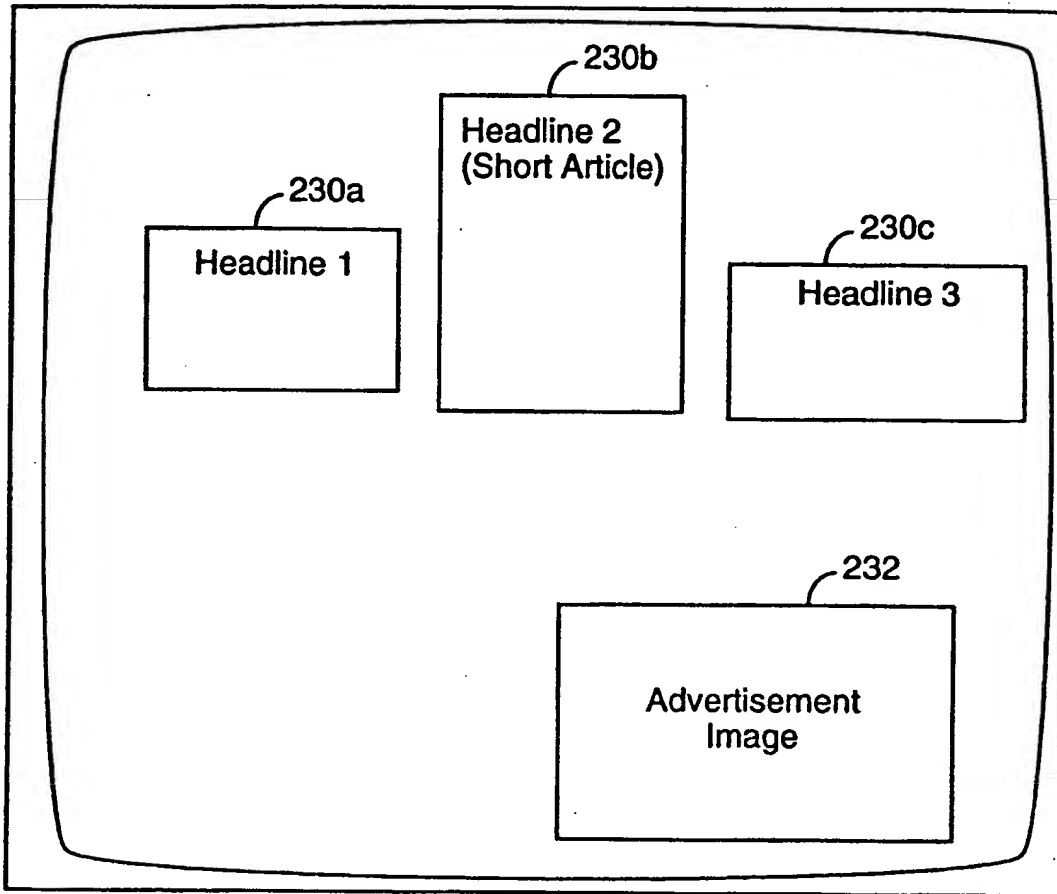 230b
Headline 2
(Short Article)
230a
Headline 1
230c
Headline 3
232
Advertisement
Image